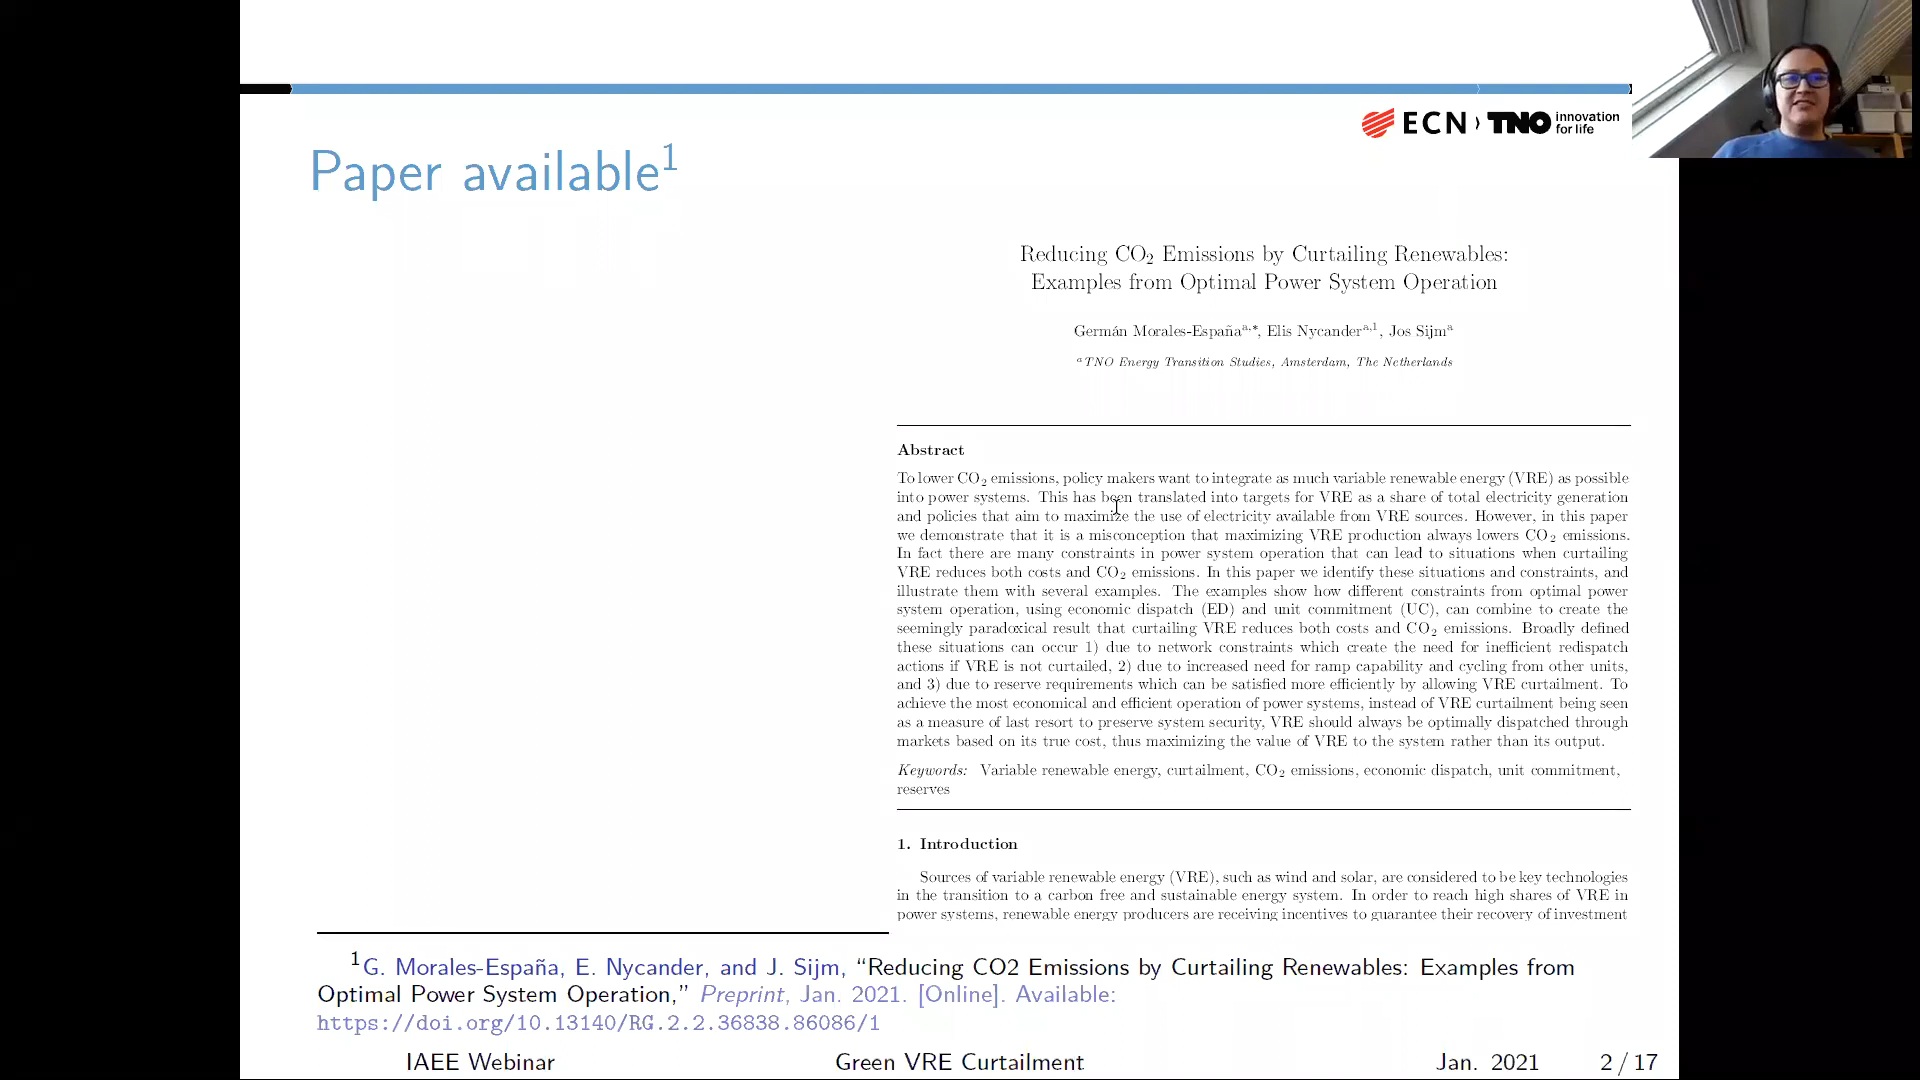 ECN › TNO innovation for life
Paper available¹
Reducing CO₂ Emissions by Curtailing Renewables:
Examples from Optimal Power System Operation
Germán Morales-Españaᵃ,*, Elis Nycanderᵃ,¹, Jos Sijmᵃ
ᵃTNO Energy Transition Studies, Amsterdam, The Netherlands
Abstract
To lower CO₂ emissions, policy makers want to integrate as much variable renewable energy (VRE) as possible
into power systems. This has been translated into targets for VRE as a share of total electricity generation
and policies that aim to maximize the use of electricity available from VRE sources. However, in this paper
we demonstrate that it is a misconception that maximizing VRE production always lowers CO₂ emissions.
In fact there are many constraints in power system operation that can lead to situations when curtailing
VRE reduces both costs and CO₂ emissions. In this paper we identify these situations and constraints, and
illustrate them with several examples. The examples show how different constraints from optimal power
system operation, using economic dispatch (ED) and unit commitment (UC), can combine to create the
seemingly paradoxical result that curtailing VRE reduces both costs and CO₂ emissions. Broadly defined
these situations can occur 1) due to network constraints which create the need for inefficient redispatch
actions if VRE is not curtailed, 2) due to increased need for ramp capability and cycling from other units,
and 3) due to reserve requirements which can be satisfied more efficiently by allowing VRE curtailment. To
achieve the most economical and efficient operation of power systems, instead of VRE curtailment being seen
as a measure of last resort to preserve system security, VRE should always be optimally dispatched through
markets based on its true cost, thus maximizing the value of VRE to the system rather than its output.
Keywords: Variable renewable energy, curtailment, CO₂ emissions, economic dispatch, unit commitment,
reserves
1. Introduction
Sources of variable renewable energy (VRE), such as wind and solar, are considered to be key technologies
in the transition to a carbon free and sustainable energy system. In order to reach high shares of VRE in
power systems, renewable energy producers are receiving incentives to guarantee their recovery of investment
¹G. Morales-España, E. Nycander, and J. Sijm, “Reducing CO2 Emissions by Curtailing Renewables: Examples from
Optimal Power System Operation,” Preprint, Jan. 2021. [Online]. Available:
https://doi.org/10.13140/RG.2.2.36838.86086/1
IAEE Webinar Green VRE Curtailment Jan. 2021 2 / 17